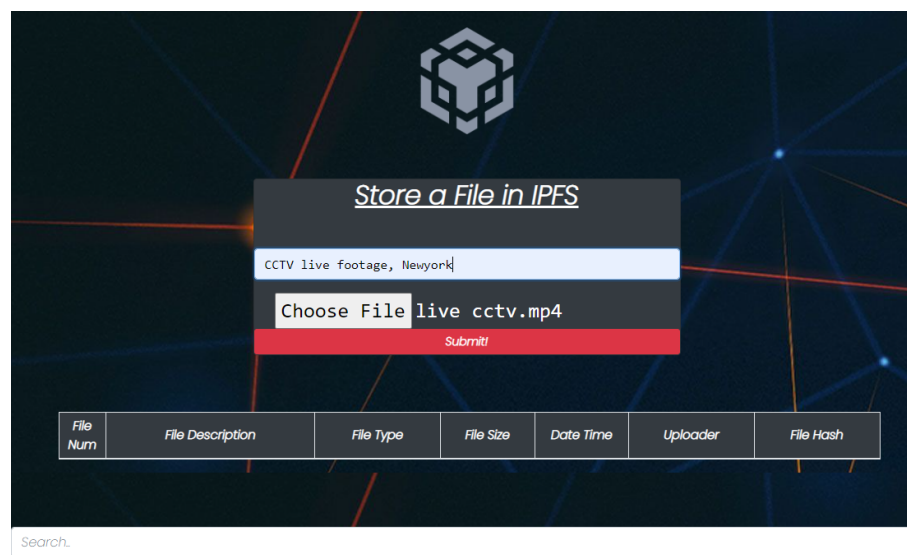 Store a File in IPFS
CCTV live footage, Newyork
Choose File live cctv.mp4
Submit!
File Num File Description File Type File Size Date Time Uploader File Hash
Search..